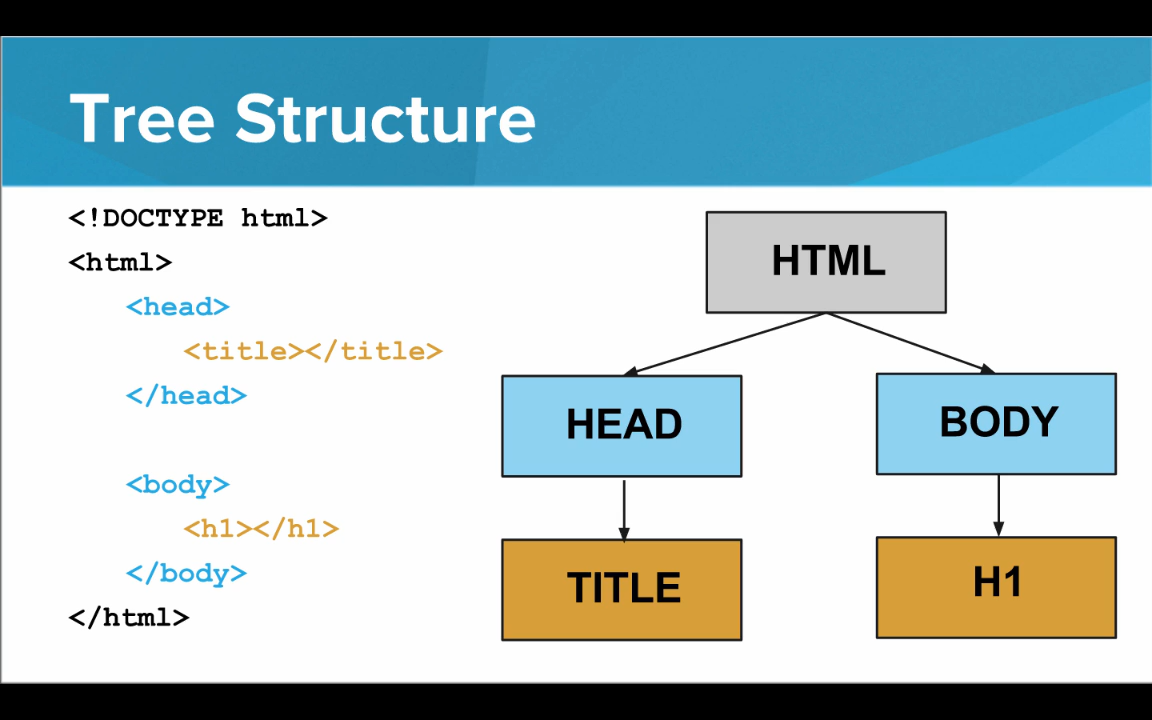 Tree Structure
<!DOCTYPE html>
<html>
<head>
<title></title>
</head>
<body>
<h1></h1>
</body>
</html>
HTML
HEAD
BODY
TITLE
H1